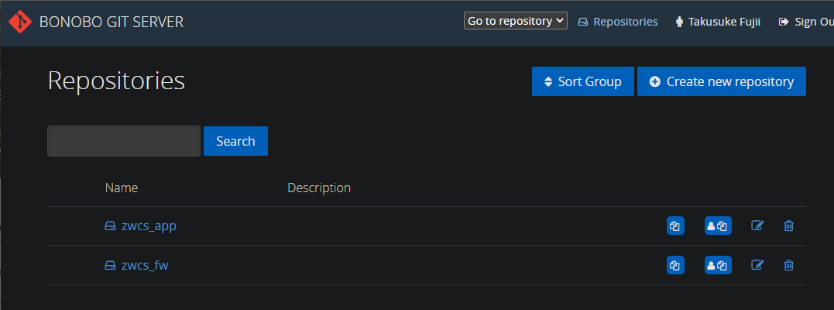 BONOBO GIT SERVER Go to repository Repositories Takusuke Fujii Sign Ou
Repositories Sort Group Create new repository
Search
Name Description
zwcs_app
zwcs_fw